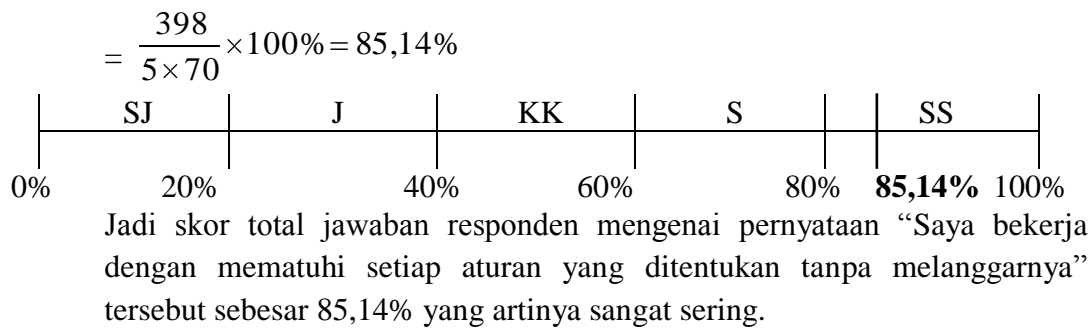 = 398 / 5 × 70 × 100% = 85,14%
SJ J KK S SS
0% 20% 40% 60% 80% 85,14% 100%
Jadi skor total jawaban responden mengenai pernyataan “Saya bekerja
dengan mematuhi setiap aturan yang ditentukan tanpa melanggarnya”
tersebut sebesar 85,14% yang artinya sangat sering.